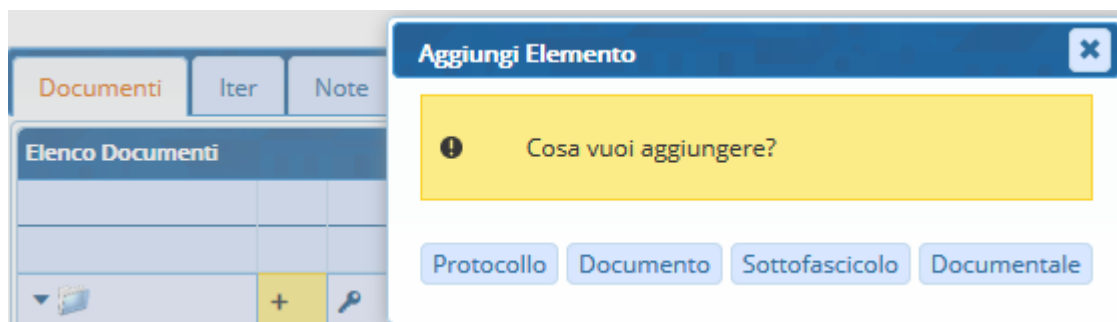 Documenti
Iter
Note
Elenco Documenti
+
Aggiungi Elemento
Cosa vuoi aggiungere?
Protocollo
Documento
Sottofascicolo
Documentale